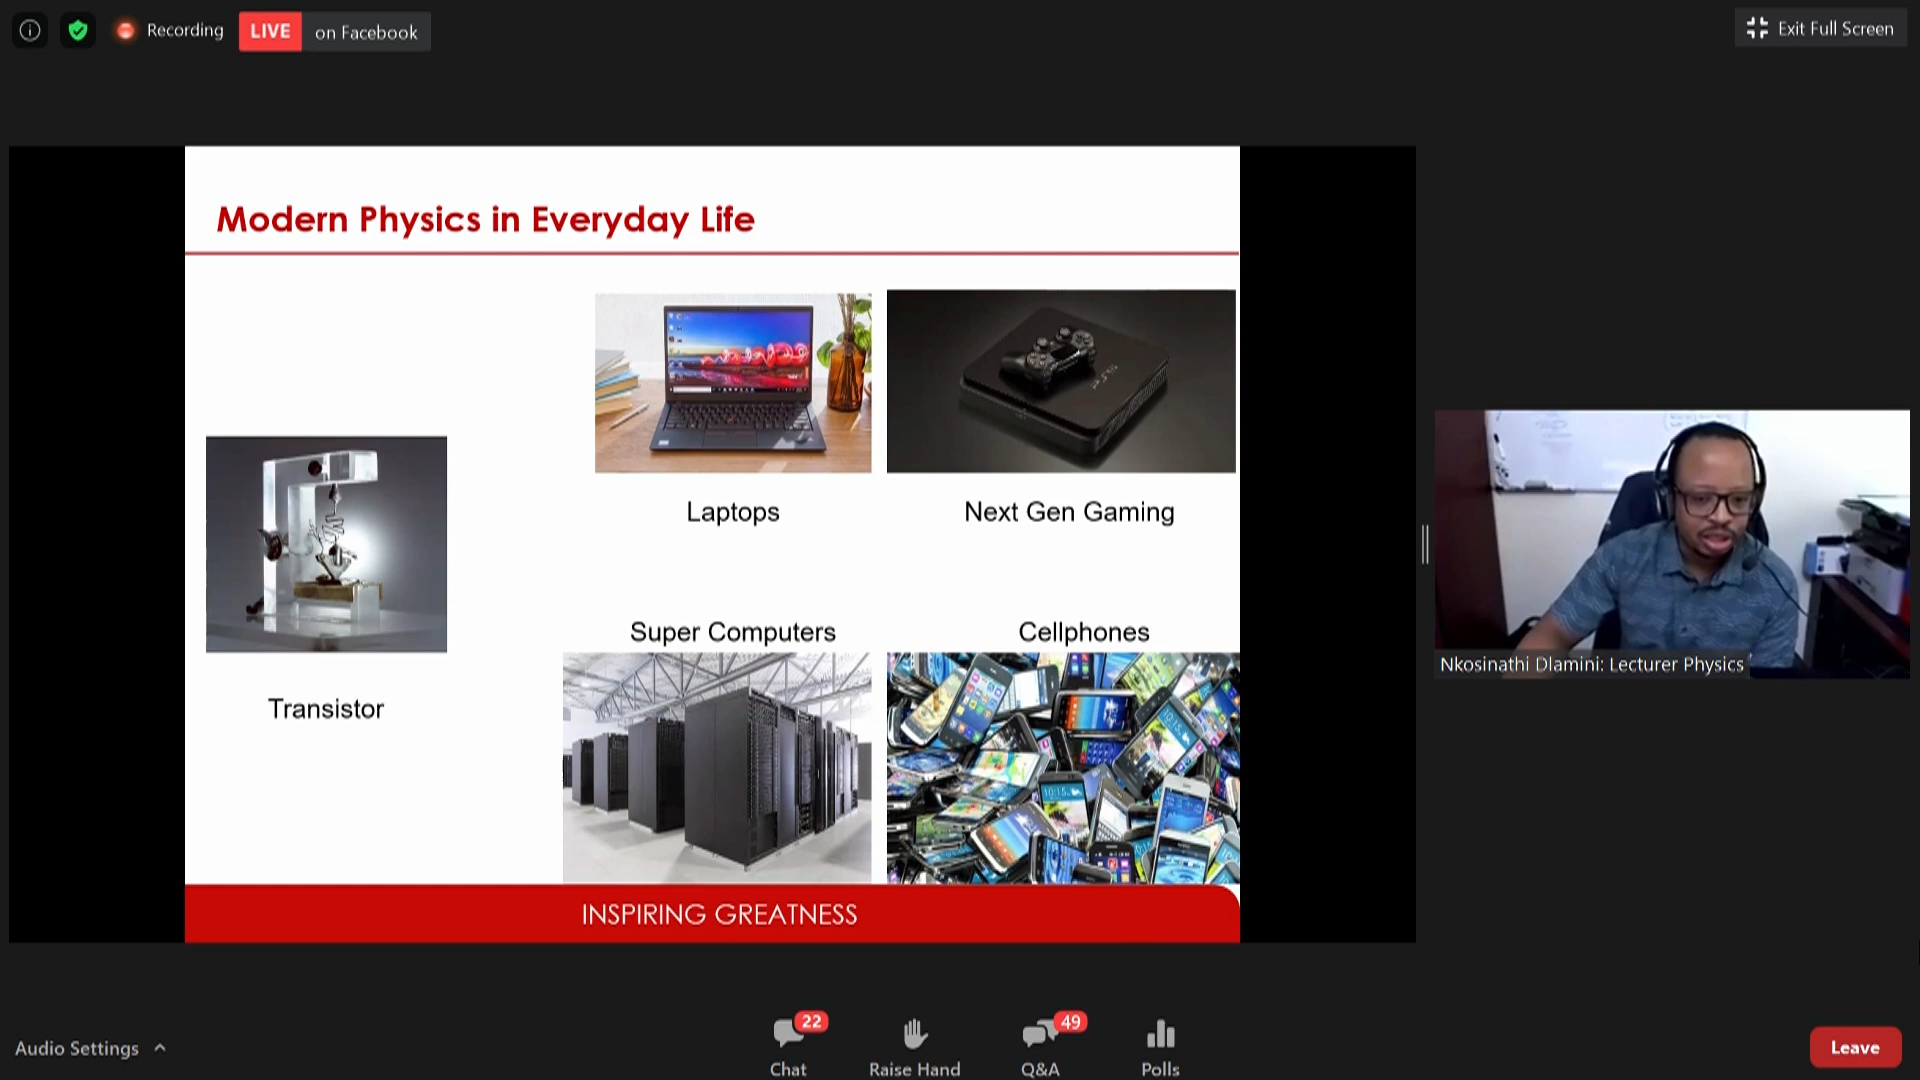 Recording
LIVE on Facebook
Exit Full Screen
Modern Physics in Everyday Life
Laptops
Next Gen Gaming
Super Computers
Cellphones
Transistor
Nkosinathi Dlamini: Lecturer Physics
INSPIRING GREATNESS
Audio Settings
22
Chat
Raise Hand
49
Q&A
Polls
Leave